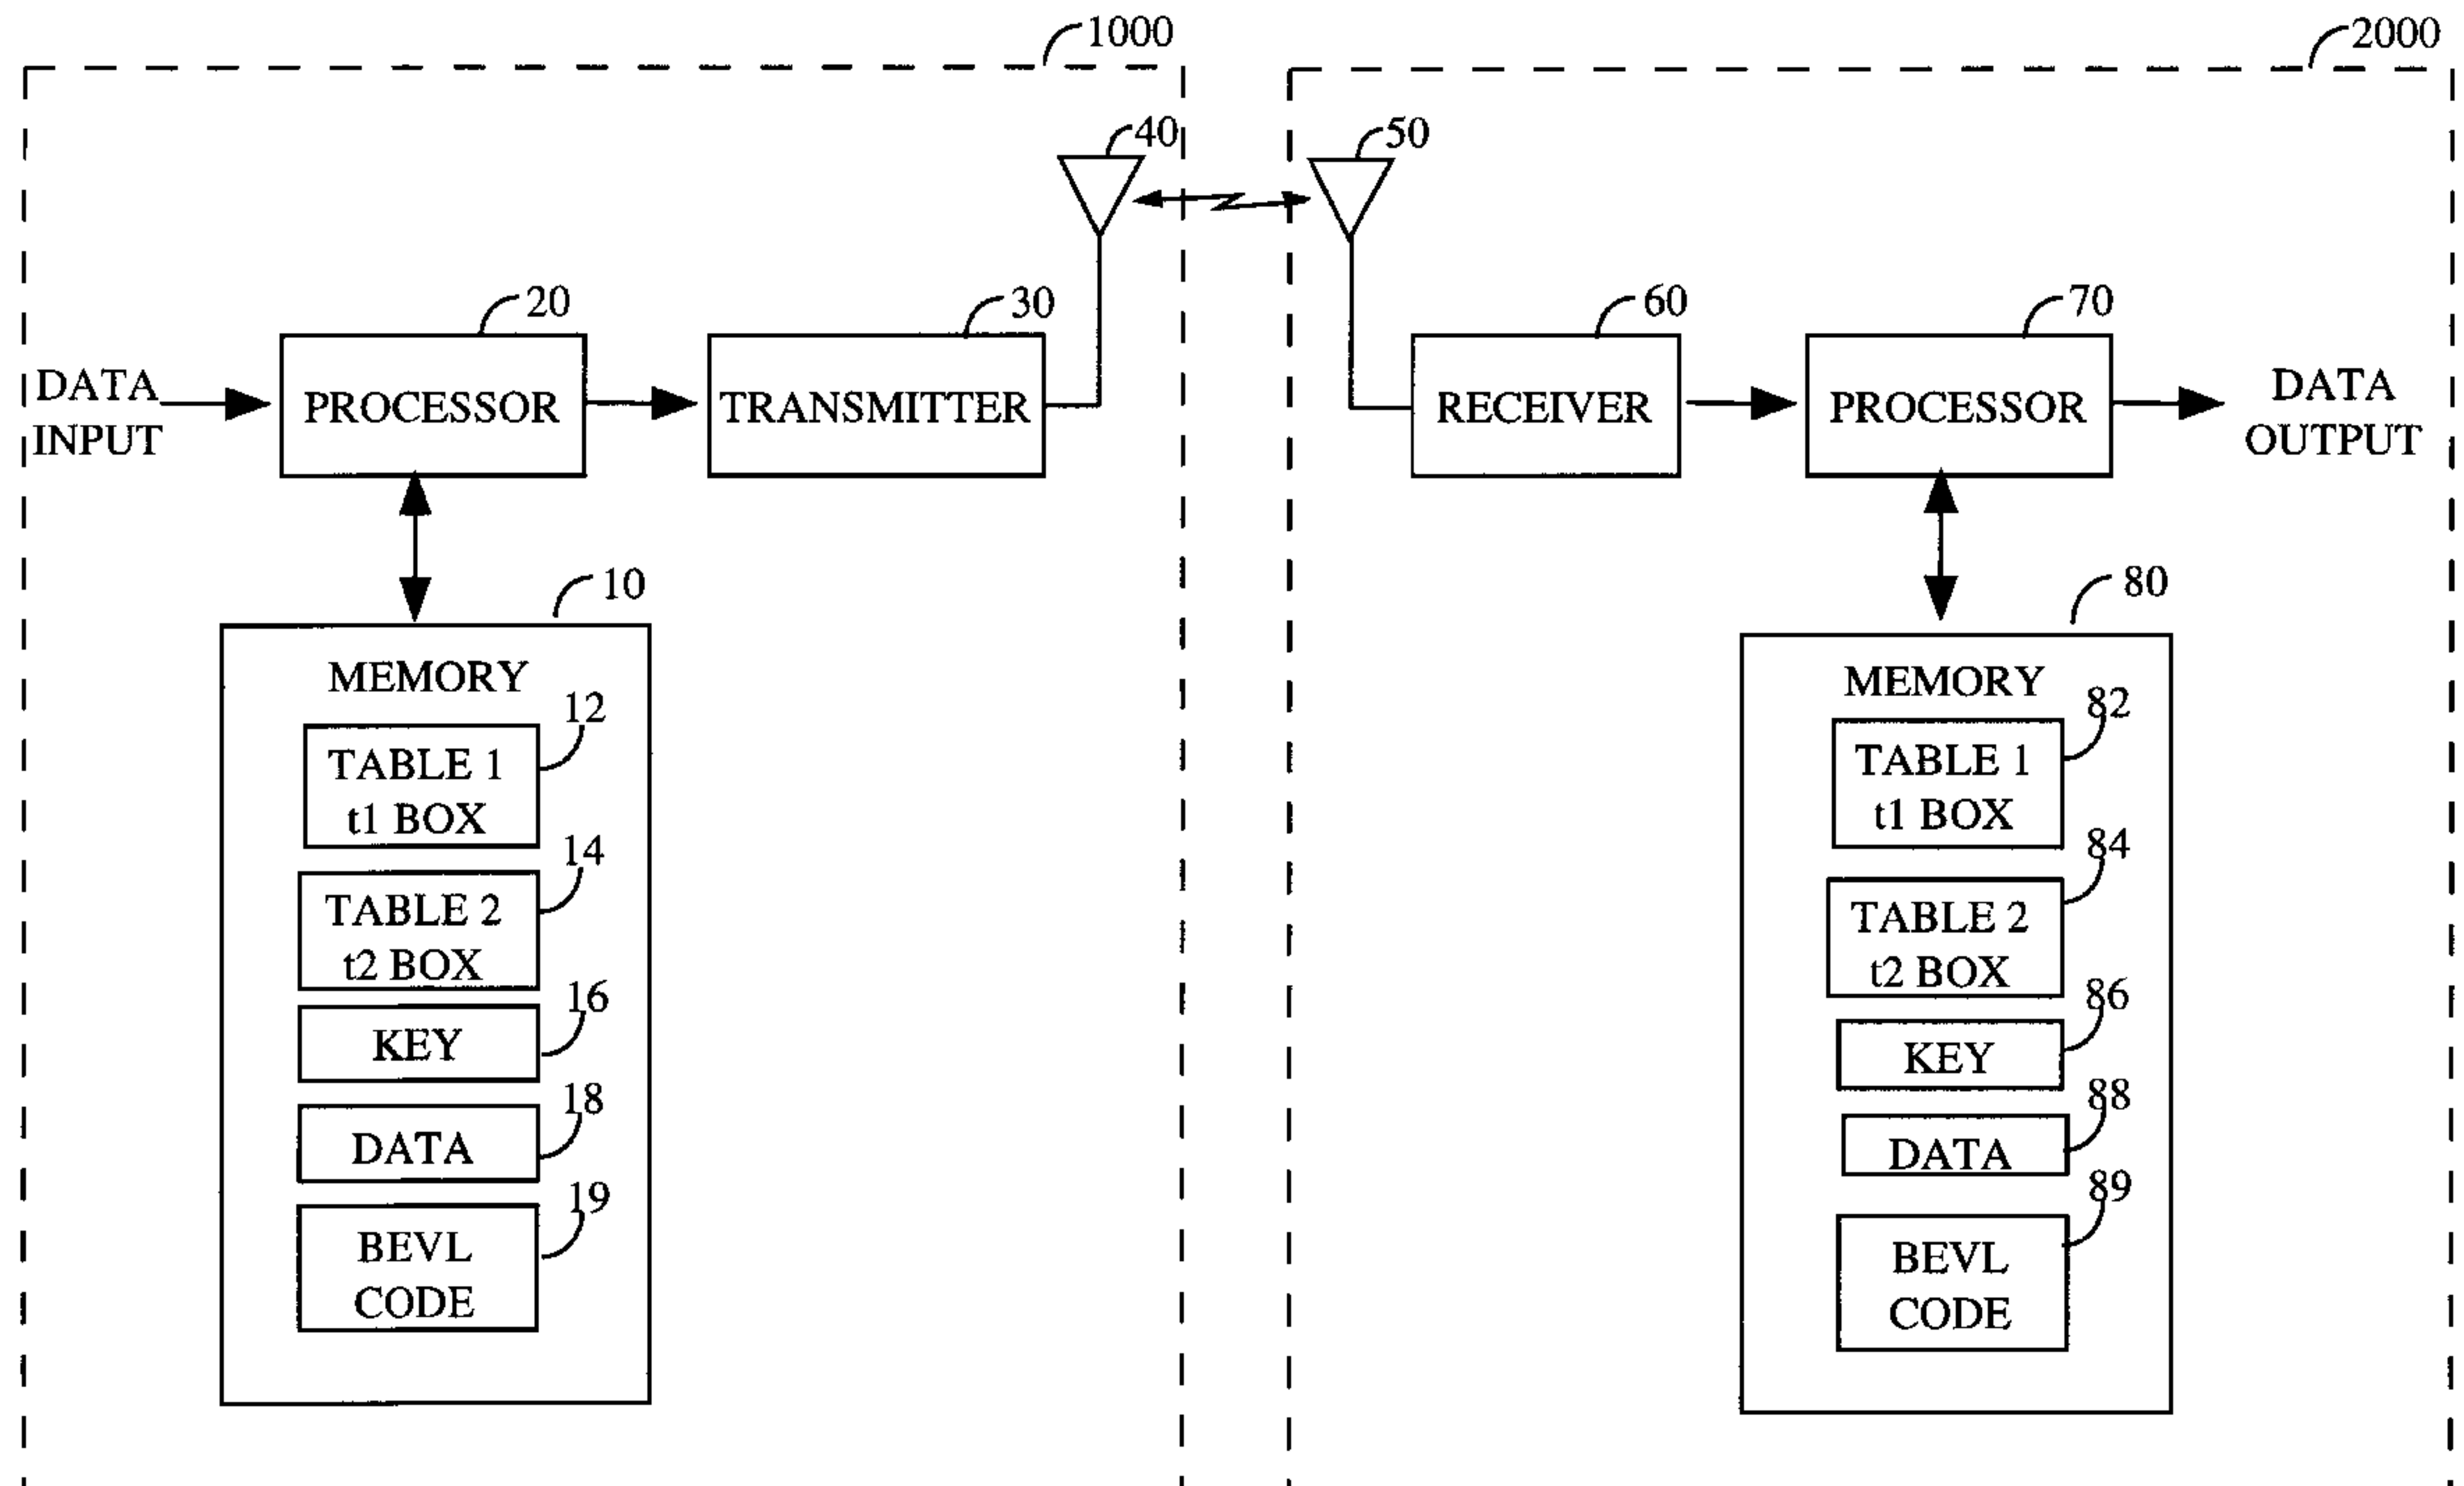 1000
2000
40
50
20
30
60
70
DATA
INPUT
PROCESSOR
TRANSMITTER
RECEIVER
PROCESSOR
DATA
OUTPUT
10
MEMORY
12
TABLE 1
t1 BOX
14
TABLE 2
t2 BOX
16
KEY
18
DATA
19
BEVL
CODE
80
MEMORY
82
TABLE 1
t1 BOX
84
TABLE 2
t2 BOX
86
KEY
88
DATA
89
BEVL
CODE